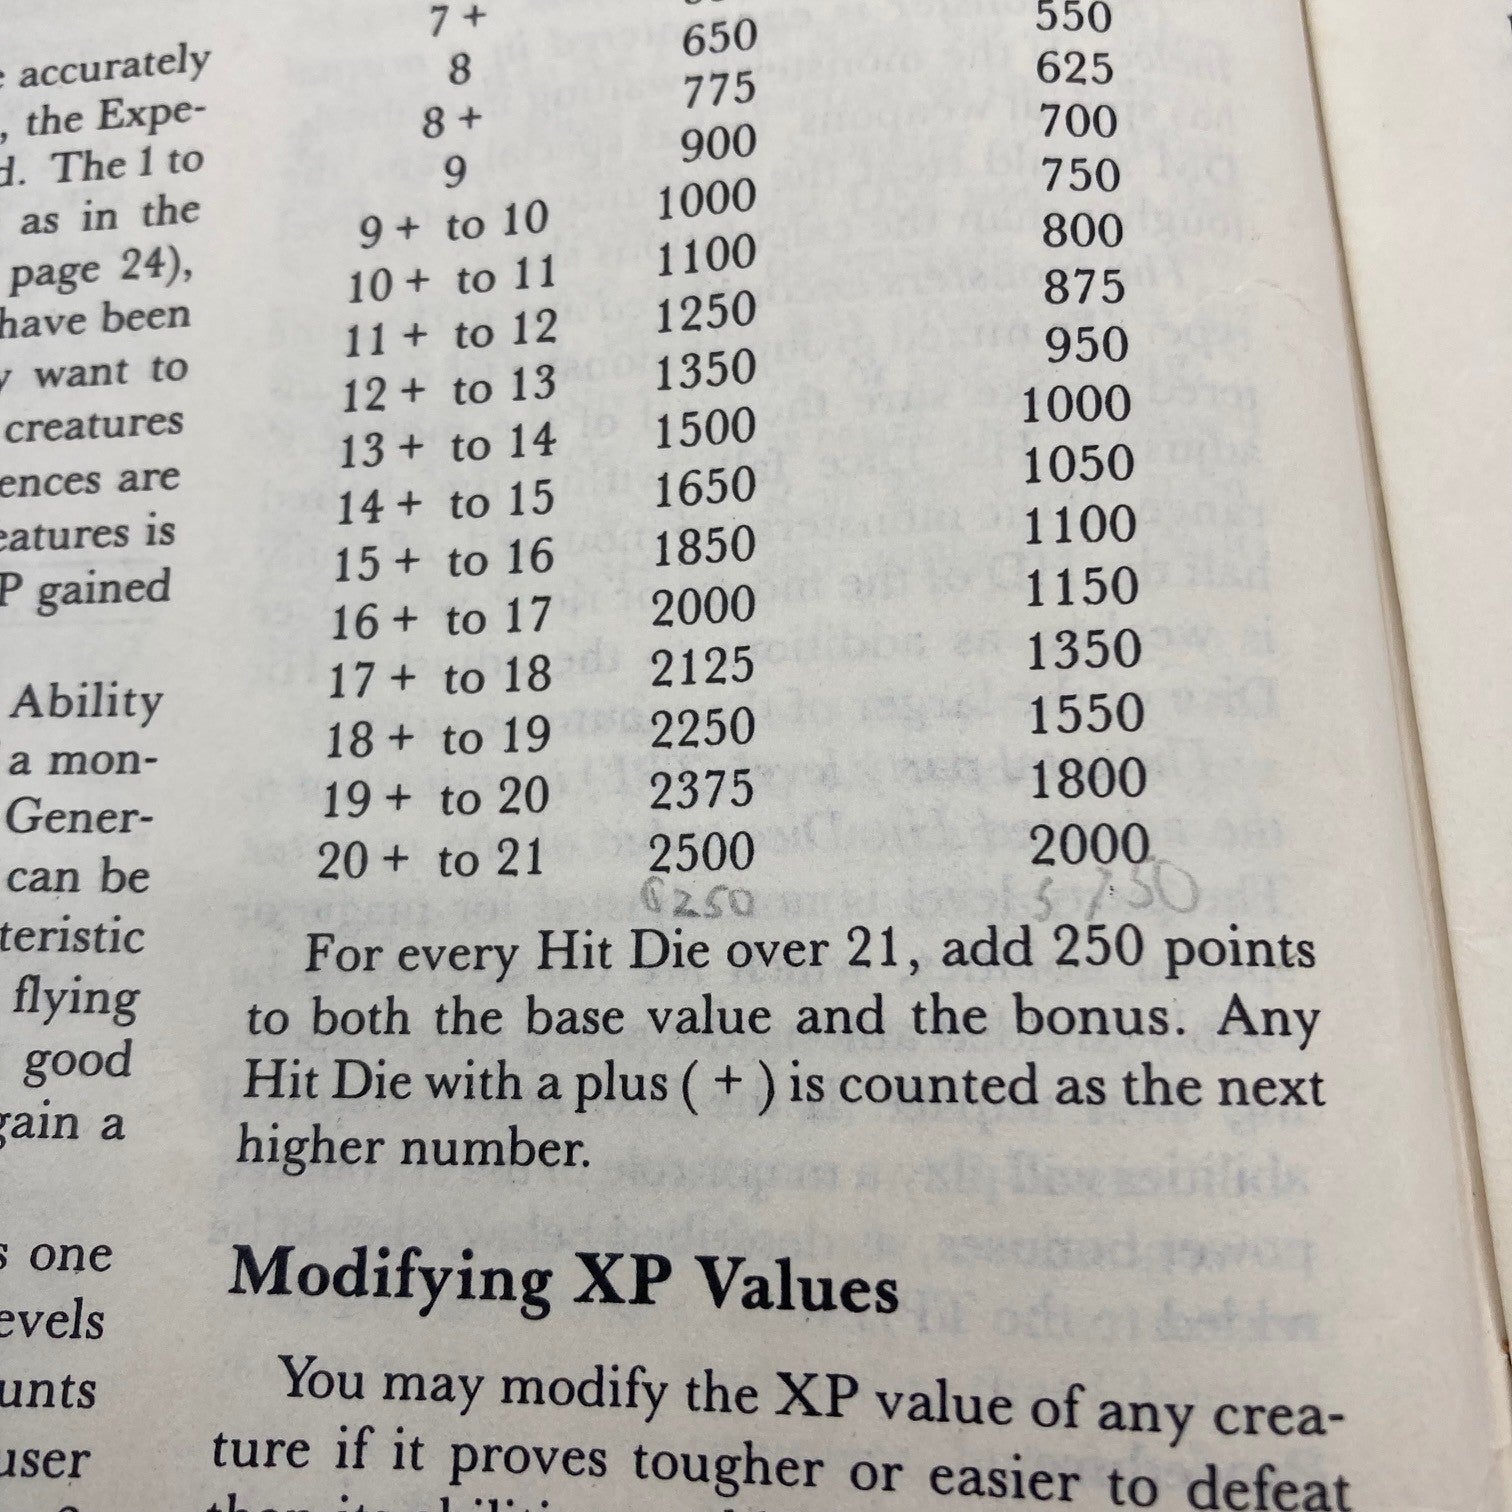 accurately
, the Expe-
d. The 1 to
as in the
page 24),
have been
y want to
creatures
ences are
eatures is
P gained
Ability
a mon-
Gener-
can be
teristic
flying
good
gain a
s one
evels
unts
user
7 + 550
8 650 625
8 + 775 700
9 900 750
9 + to 10 1000 800
10 + to 11 1100 875
11 + to 12 1250 950
12 + to 13 1350 1000
13 + to 14 1500 1050
14 + to 15 1650 1100
15 + to 16 1850 1150
16 + to 17 2000 1350
17 + to 18 2125 1550
18 + to 19 2250 1800
19 + to 20 2375 2000
20 + to 21 2500
6250 5750
For every Hit Die over 21, add 250 points
to both the base value and the bonus. Any
Hit Die with a plus ( + ) is counted as the next
higher number.
Modifying XP Values
You may modify the XP value of any crea-
ture if it proves tougher or easier to defeat